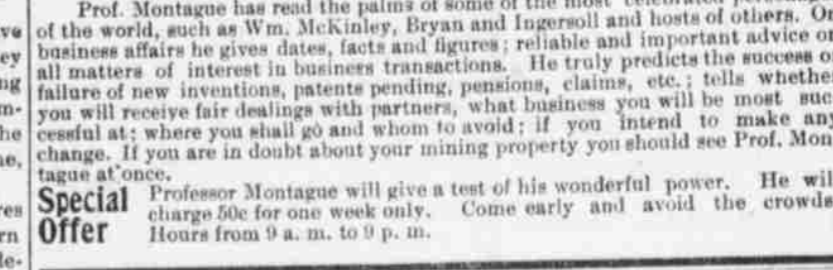 Prof. Montague has read the palms of some of the most celebrated
of the world, such as Wm. McKinley, Bryan and Ingersoll and hosts of others. On
business affairs he gives dates, facts and figures; reliable and important advice on
all matters of interest in business transactions. He truly predicts the success or
failure of new inventions, patents pending, pensions, claims, etc.; tells whether
you will receive fair dealings with partners, what business you will be most suc-
cessful at; where you shall go and whom to avoid; if you intend to make any
change. If you are in doubt about your mining property you should see Prof. Mon-
tague at once.
Special Offer
Professor Montague will give a test of his wonderful power. He will
charge 50c for one week only. Come early and avoid the crowds
Hours from 9 a. m. to 9 p. m.